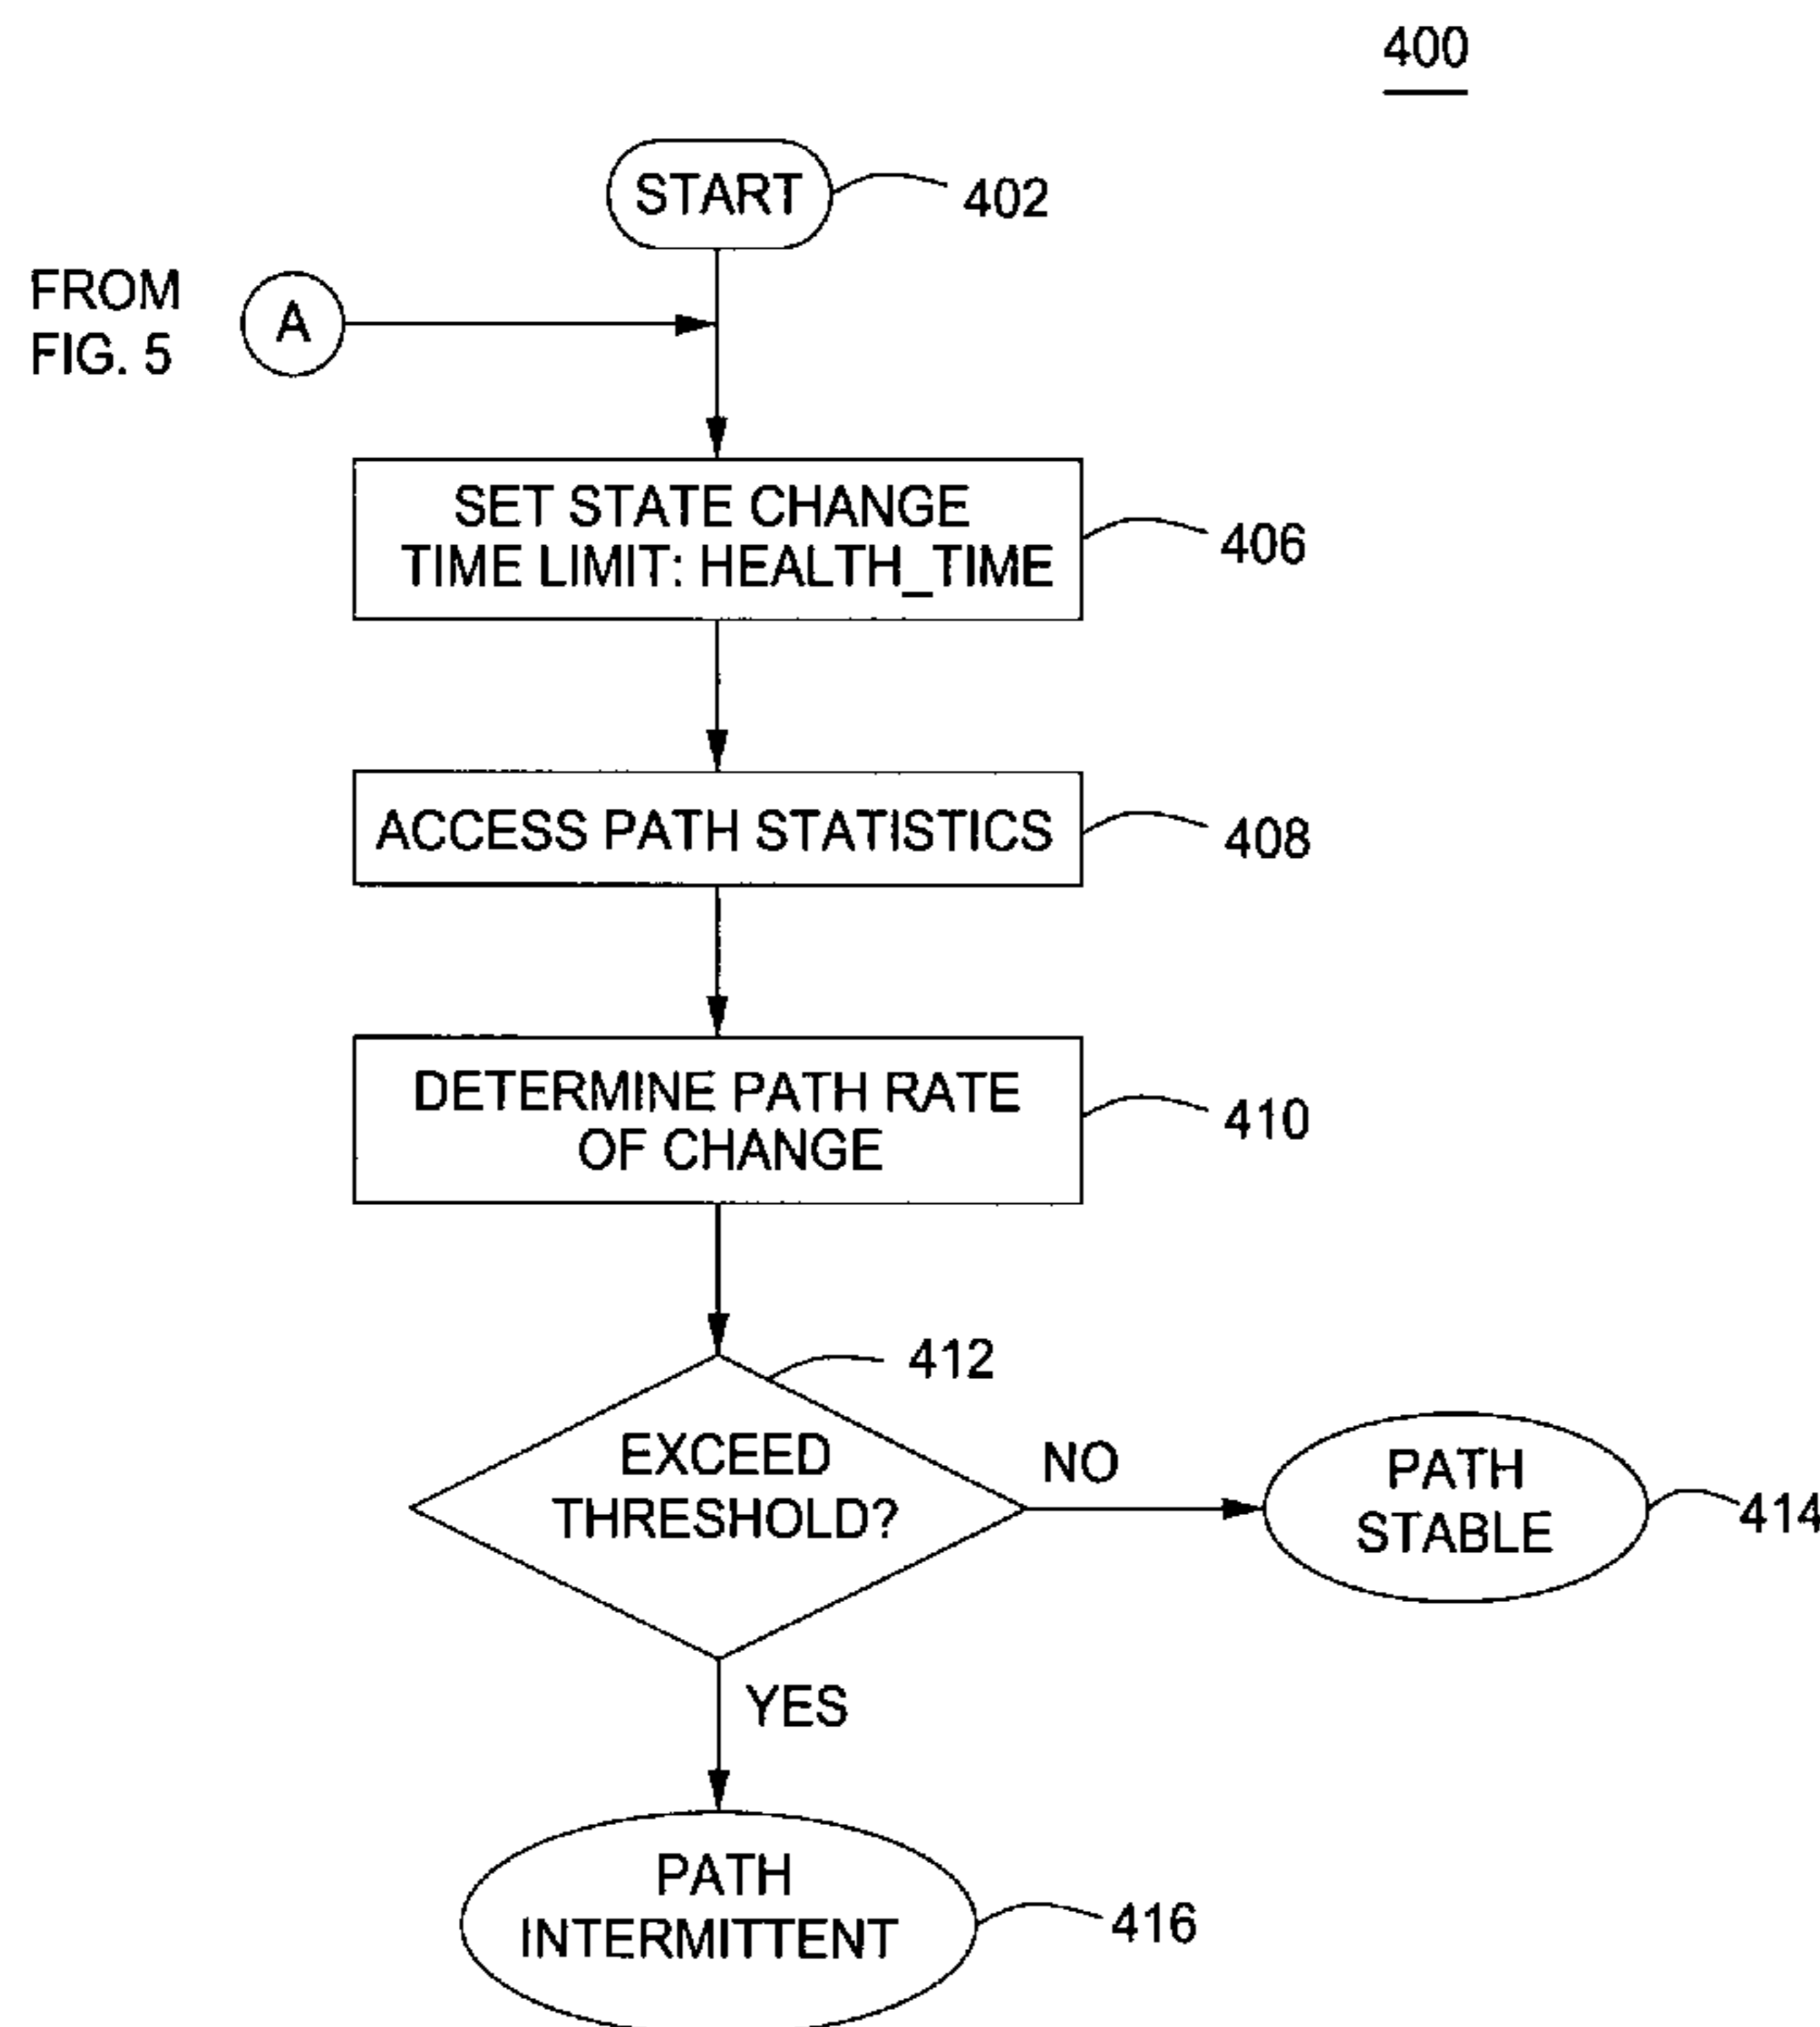 400
START
402
FROM
FIG. 5
A
SET STATE CHANGE
TIME LIMIT: HEALTH_TIME
406
ACCESS PATH STATISTICS
408
DETERMINE PATH RATE
OF CHANGE
410
412
EXCEED
THRESHOLD?
NO
PATH
STABLE
414
YES
PATH
INTERMITTENT
416